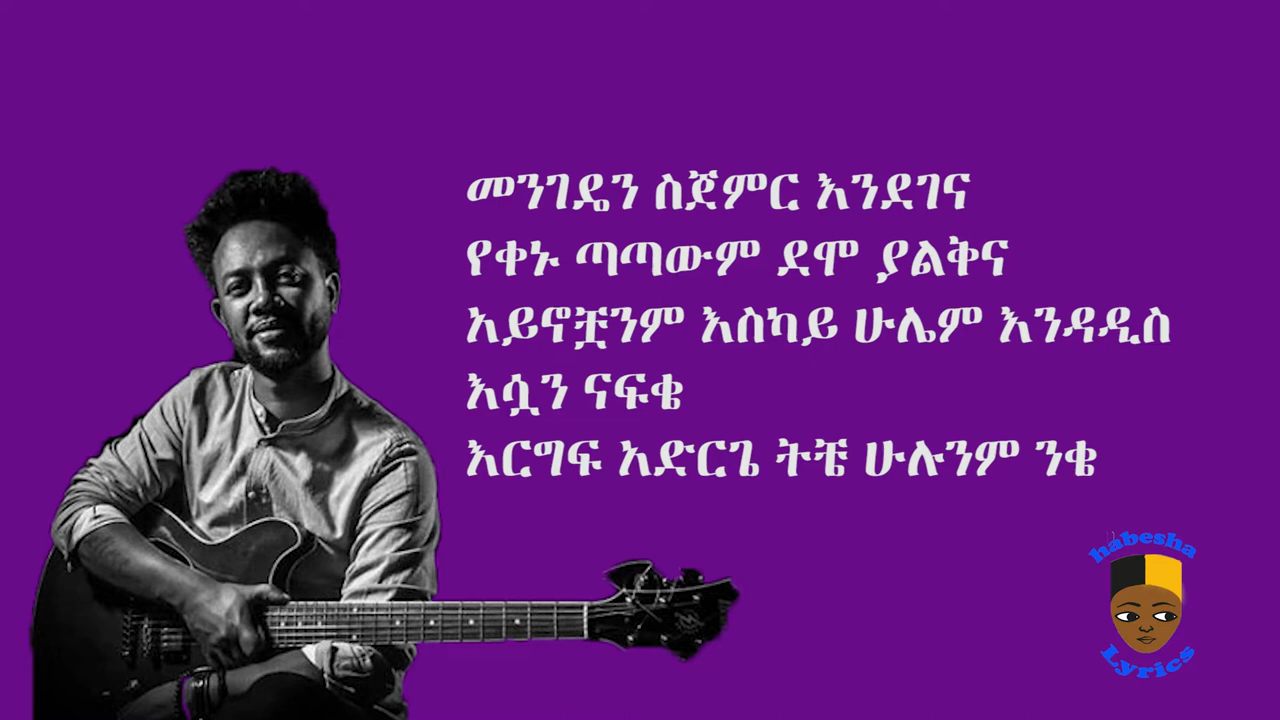 መንገዴን ስጀምር እንደገና
የቀኑ ጣጣውም ደሞ ያልቅና
አይኖቿንም እስካይ ሁሌም እንዳዲስ
እሷን ናፍቄ
እርግፍ አድርጌ ትቼ ሁሉንም ንቄ
habesha
Lyrics